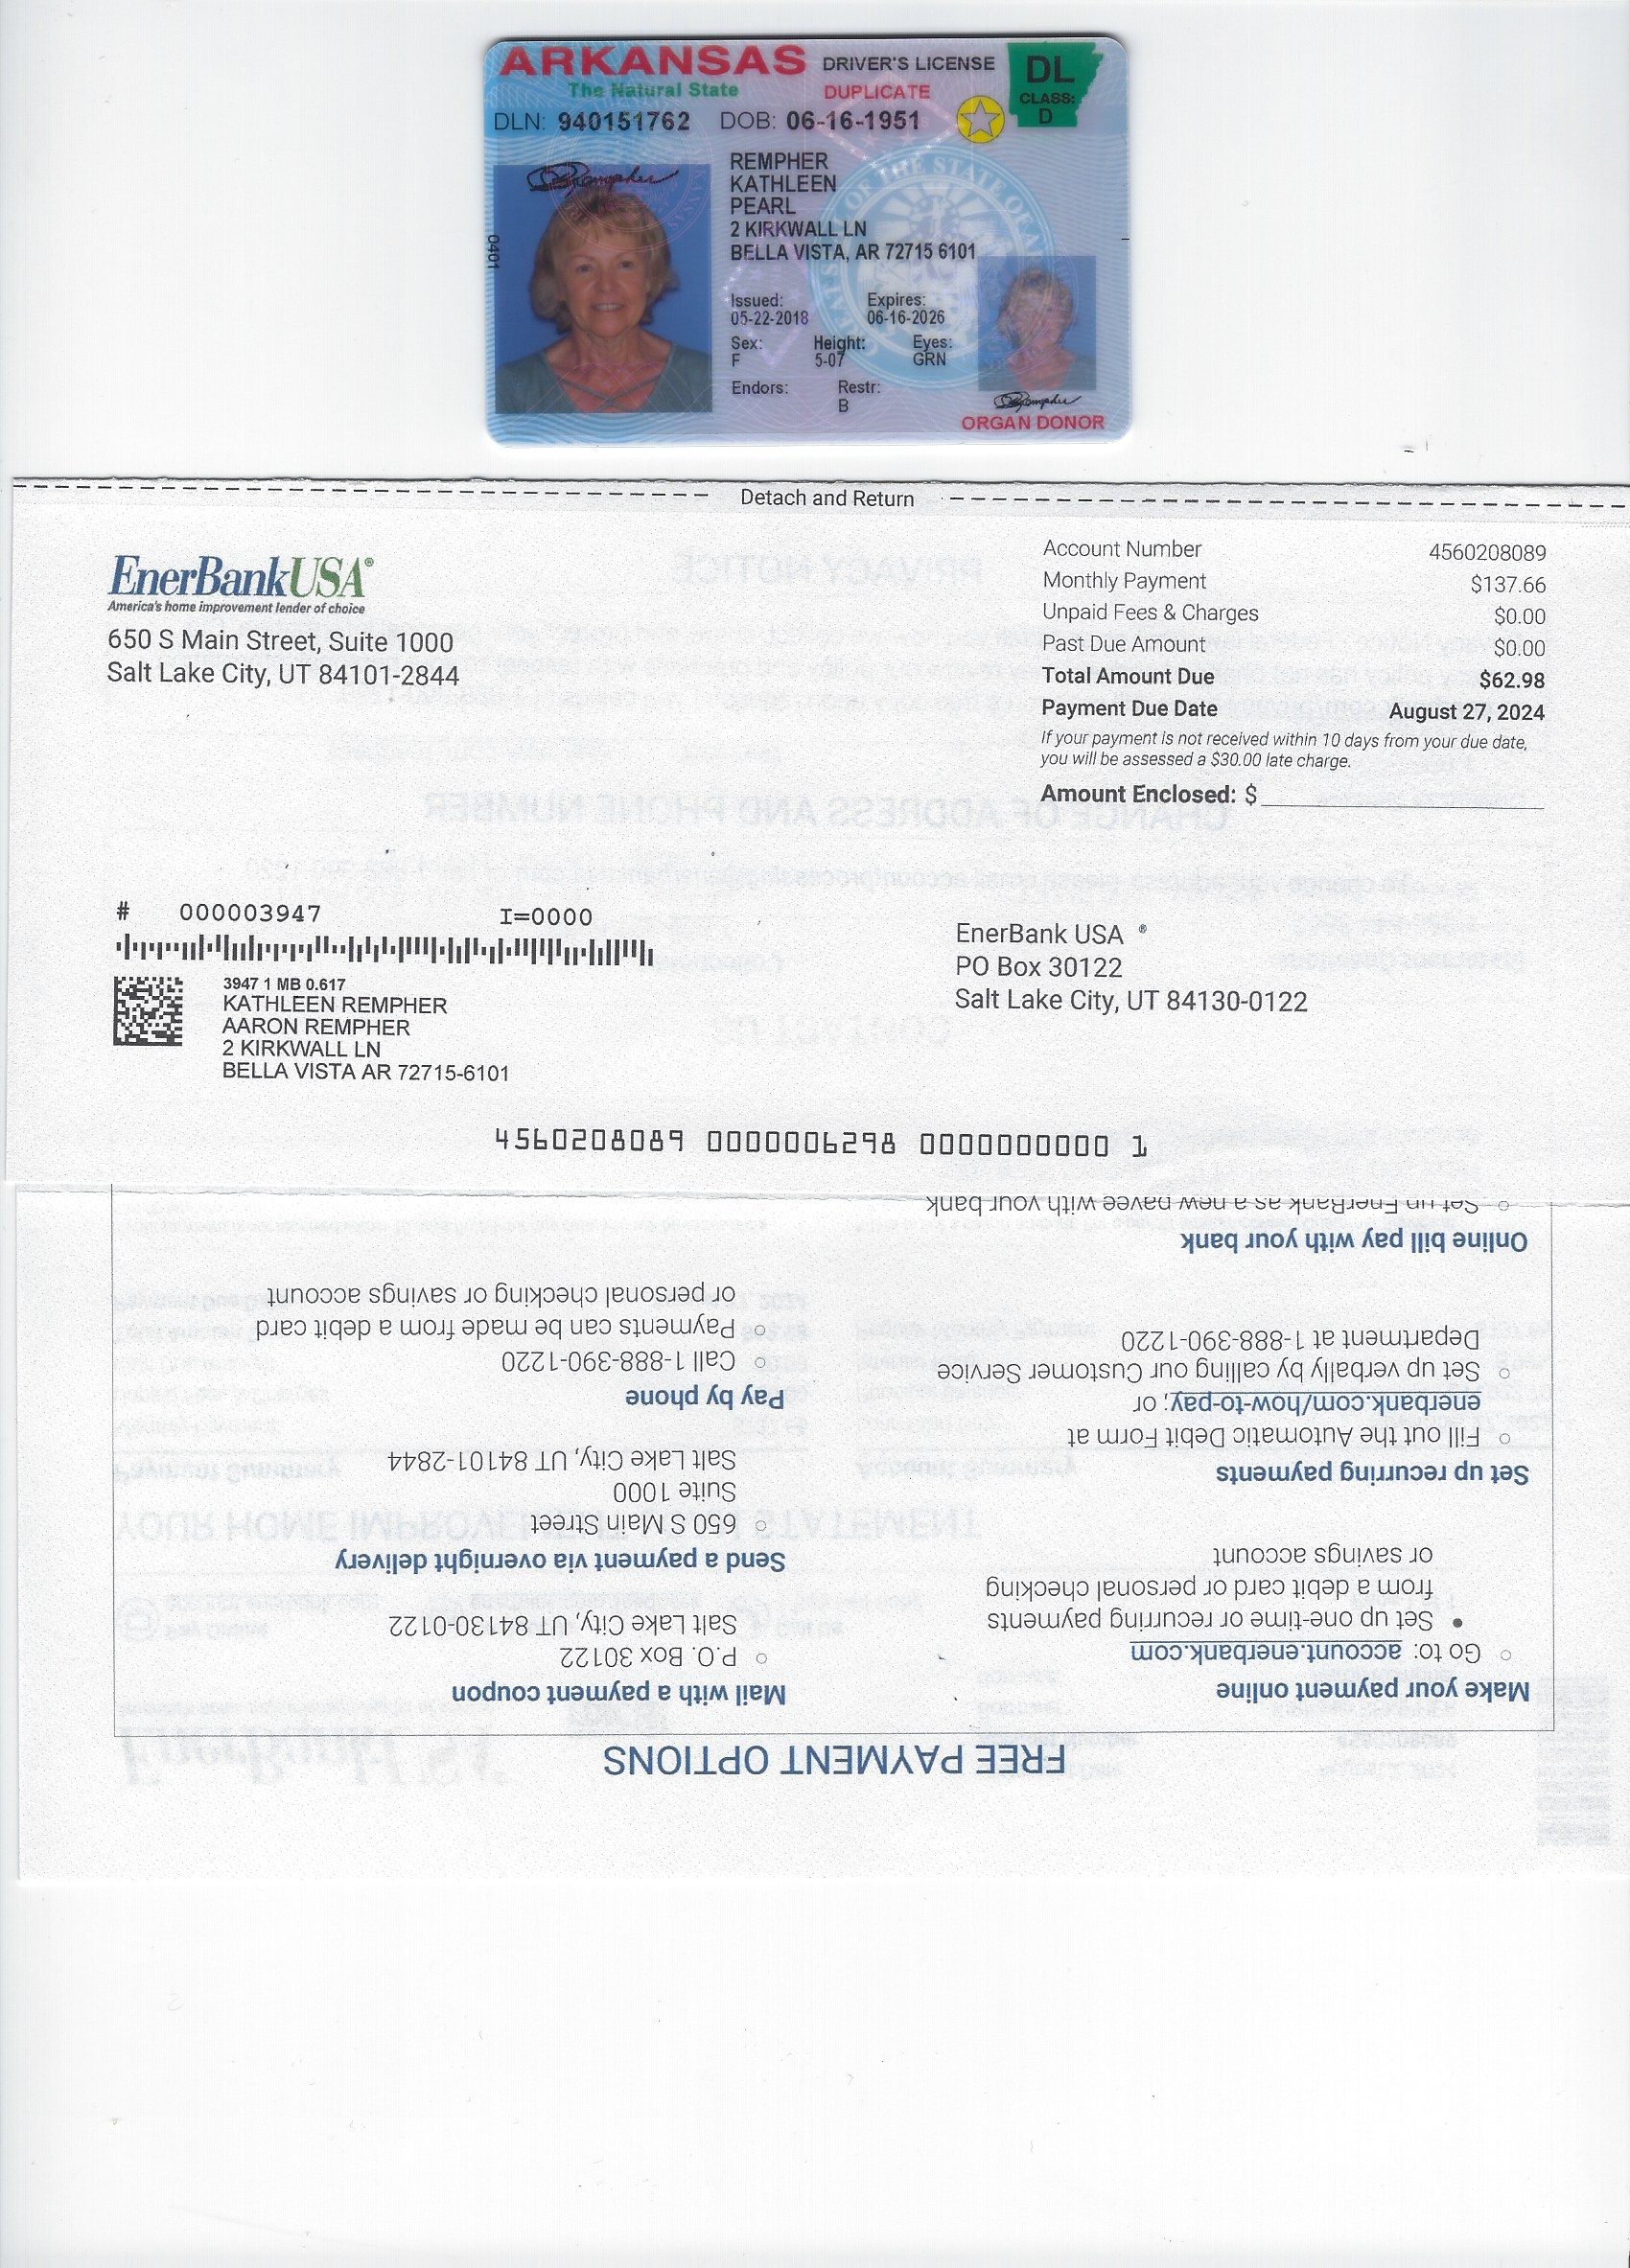 ARKANSAS DRIVER'S LICENSE
The Natural State DUPLICATE
DL
CLASS:
D
DLN: 940151762 DOB: 06-16-1951
REMPHER
KATHLEEN
PEARL
2 KIRKWALL LN
BELLA VISTA, AR 72715 6101
0401
Issued: Expires:
05-22-2018 06-16-2026
Sex: Height: Eyes:
F 5-07 GRN
Endors: Restr:
B
ORGAN DONOR
Detach and Return
EnerBankUSA®
America's home improvement lender of choice
650 S Main Street, Suite 1000
Salt Lake City, UT 84101-2844
Account Number 4560208089
Monthly Payment $137.66
Unpaid Fees & Charges $0.00
Past Due Amount $0.00
Total Amount Due $62.98
Payment Due Date August 27, 2024
If your payment is not received within 10 days from your due date,
you will be assessed a $30.00 late charge.
Amount Enclosed: $
# 000003947 I=0000
3947 1 MB 0.617
KATHLEEN REMPHER
AARON REMPHER
2 KIRKWALL LN
BELLA VISTA AR 72715-6101
EnerBank USA ®
PO Box 30122
Salt Lake City, UT 84130-0122
4560208089 0000006298 0000000000 1
FREE PAYMENT OPTIONS
Make your payment online
Go to: account.enerbank.com
Set up one-time or recurring payments
from a debit card or personal checking
or savings account
Set up recurring payments
Fill out the Automatic Debit Form at
enerbank.com/how-to-pay; or
Set up verbally by calling our Customer Service
Department at 1-888-390-1220
Online bill pay with your bank
Set up EnerBank as a new payee with your bank
Mail with a payment coupon
P.O. Box 30122
Salt Lake City, UT 84130-0122
Send a payment via overnight delivery
650 S Main Street
Suite 1000
Salt Lake City, UT 84101-2844
Pay by phone
Call 1-888-390-1220
Payments can be made from a debit card
or personal checking or savings account